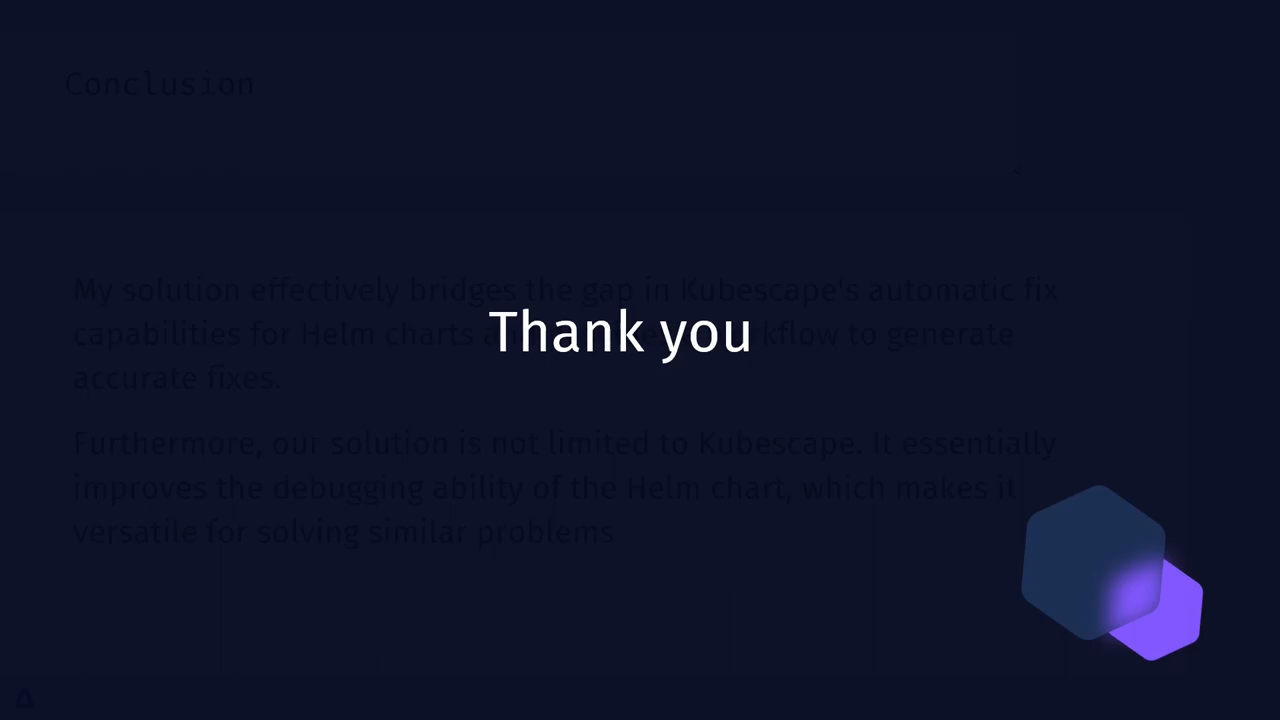 Conclusion
My solution effectively bridges the gap in Kubescape's automatic fix
Thank you
capabilities for Helm charts to generate
accurate fixes.
Furthermore, our solution is not limited to Kubescape. It essentially
improves the debugging ability of the Helm chart, which makes it
versatile for solving similar problems